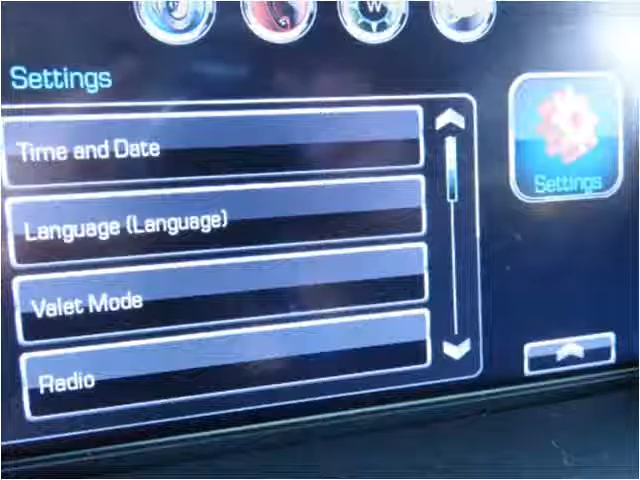 W
Settings
Time and Date
Language (Language)
Valet Mode
Radio
Settings